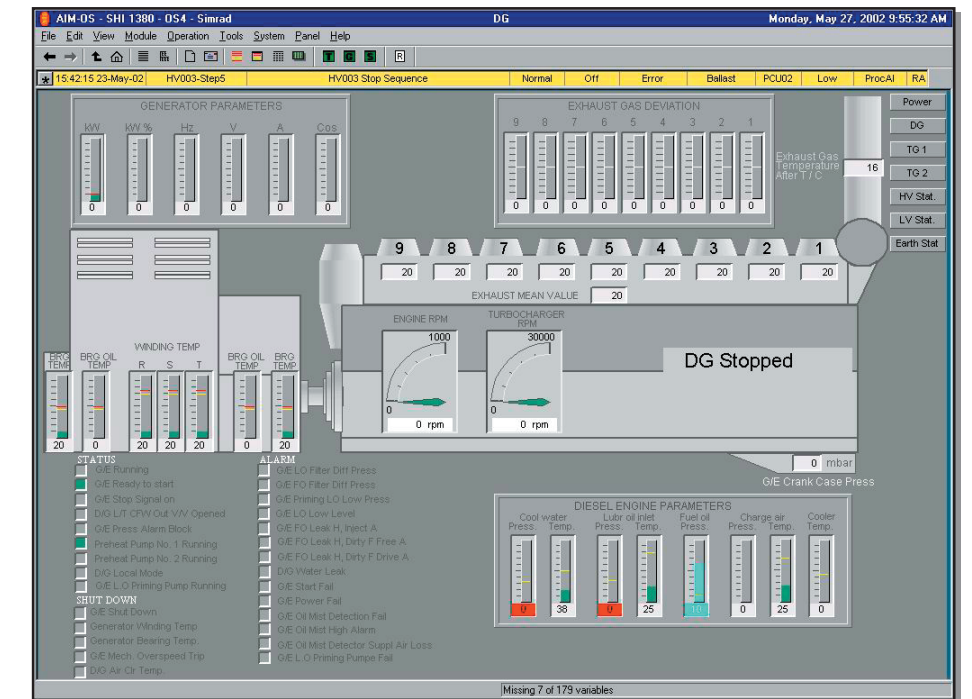 AIM-OS - SHI 1380 - OS4 - Simrad DG Monday, May 27, 2002 9:55:32 AM
File Edit View Module Operation Tools System Panel Help
T G S R
* 15:42:15 23-May-02 HV003-Step5 HV003 Stop Sequence Normal Off Error Ballast PCU02 Low ProcAl RA
GENERATOR PARAMETERS
kW kW % Hz V A Cos
0 0 0 0 0 0
EXHAUST GAS DEVIATION
9 8 7 6 5 4 3 2 1
0 0 0 0 0 0 0 0 0
Exhaust Gas
Temperature
After T / C
16
Power
DG
TG 1
TG 2
HV Stat.
LV Stat.
Earth Stat
9 8 7 6 5 4 3 2 1
20 20 20 20 20 20 20 20 20
EXHAUST MEAN VALUE 20
ENGINE RPM
1000
0
0 rpm
TURBOCHARGER
RPM
30000
0
0 rpm
DG Stopped
BRG
TEMP
20
BRG OIL
TEMP
0
WINDING TEMP
R S T
20 20 20
BRG OIL
TEMP
0
BRG
TEMP
20
0 mbar
G/E Crank Case Press
STATUS
G/E Running
G/E Ready to start
G/E Stop Signal on
D/G L/T CFW Out V/V Opened
G/E Press Alarm Block
Preheat Pump No. 1 Running
Preheat Pump No. 2 Running
D/G Local Mode
G/E L.O Priming Pump Running
SHUT DOWN
G/E Shut Down
Generator Winding Temp
Generator Bearing Temp.
G/E Mech. Overspeed Trip
D/G Air Clr Temp.
ALARM
G/E LO Filter Diff Press
G/E FO Filter Diff Press
G/E Priming LO Low Press
G/E LO Low Level
G/E FO Leak H, Inject A
G/E FO Leak H, Dirty F Free A
G/E FO Leak H, Dirty F Drive A
D/G Water Leak
G/E Start Fail
G/E Power Fail
G/E Oil Mist Detection Fail
G/E Oil Mist High Alarm
G/E Oil Mist Detector Suppl Air Loss
G/E L.O Priming Pumpe Fail
DIESEL ENGINE PARAMETERS
Cool water Lubr oil inlet Fuel oil Charge air Cooler
Press. Temp. Press. Temp. Press. Press. Temp. Temp.
0 38 0 25 10 0 25 0
Missing 7 of 179 variables